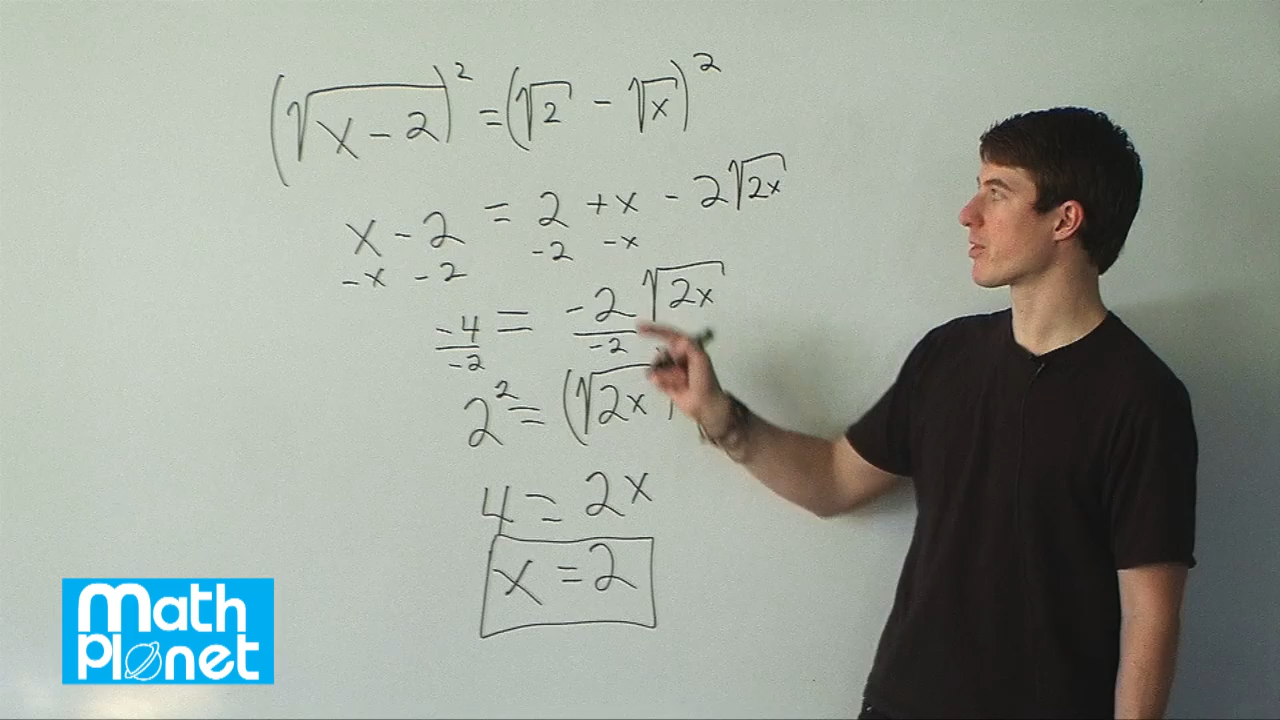 (√x-2)² = (√2 - √x)²
x - 2 = 2 + x - 2√2x
-x -2 -2 -x
-4/-2 = -2√2x/-2
2² = (√2x)
4 = 2x
x = 2
Math
Planet